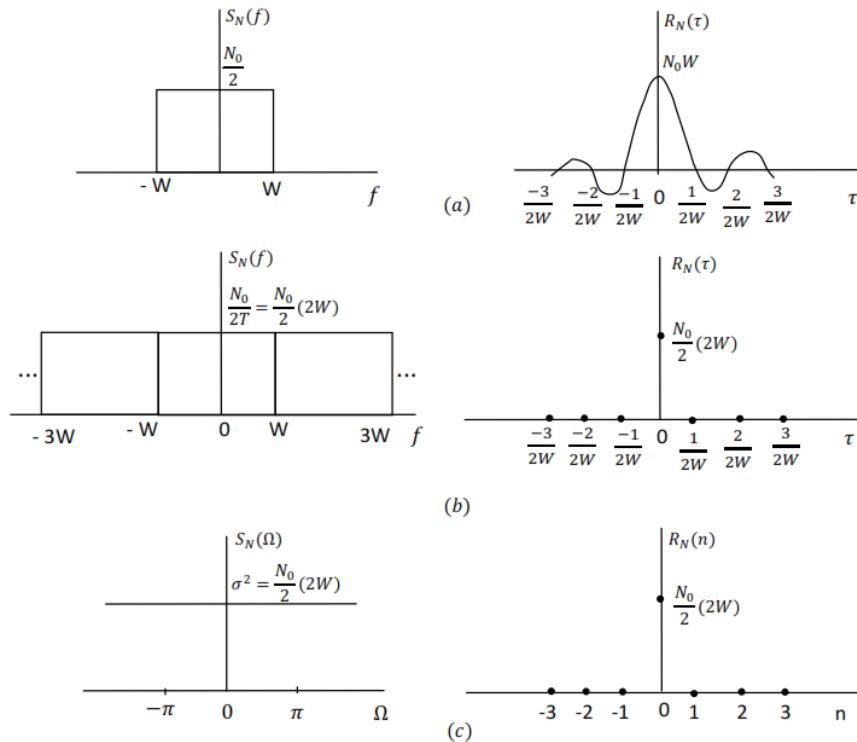 S_N(f)
N_0/2
-W W f
R_N(τ)
N_0W
-3/2W -2/2W -1/2W 0 1/2W 2/2W 3/2W τ
(a)
S_N(f)
N_0/2T = N_0/2 (2W)
... ...
-3W -W 0 W 3W f
R_N(τ)
N_0/2 (2W)
-3/2W -2/2W -1/2W 0 1/2W 2/2W 3/2W τ
(b)
S_N(Ω)
σ² = N_0/2 (2W)
−π 0 π Ω
R_N(n)
N_0/2 (2W)
-3 -2 -1 0 1 2 3 n
(c)